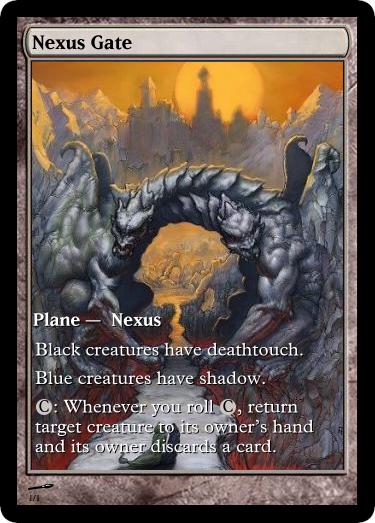 Nexus Gate
Plane — Nexus
Black creatures have deathtouch.
Blue creatures have shadow.
C: Whenever you roll C, return
target creature to its owner's hand
and its owner discards a card.
1/1